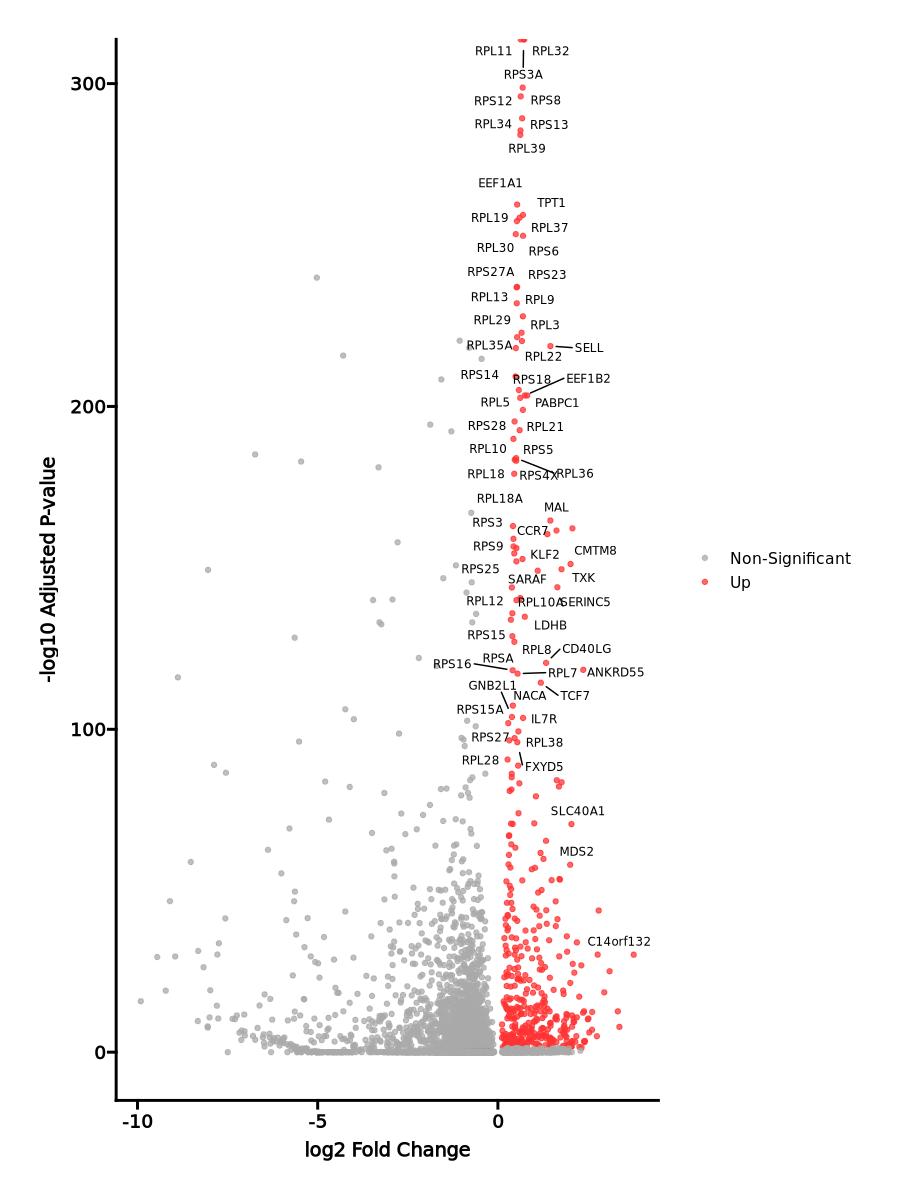 RPL11 RPL32
300
RPS3A
RPS12 RPS8
RPL34 RPS13
RPL39
EEF1A1
TPT1
RPL19
RPL37
RPL30 RPS6
RPS27A RPS23
RPL13 RPL9
RPL29 RPL3
RPL35A SELL
RPL22
RPS14 RPS18 EEF1B2
200
RPL5 PABPC1
RPS28 RPL21
RPL10 RPS5
RPL18 RPS4X RPL36
RPL18A
MAL
RPS3
CCR7
RPS9 KLF2 CMTM8
RPS25
SARAF TXK
RPL12 RPL10A SERINC5
LDHB
RPS15
RPL8 CD40LG
RPSA
RPS16 RPL7 ANKRD55
GNB2L1
NACA TCF7
RPS15A
IL7R
100
RPS27 RPL38
RPL28 FXYD5
SLC40A1
MDS2
C14orf132
0
-10 -5 0
log2 Fold Change
-log10 Adjusted P-value
Non-Significant
Up